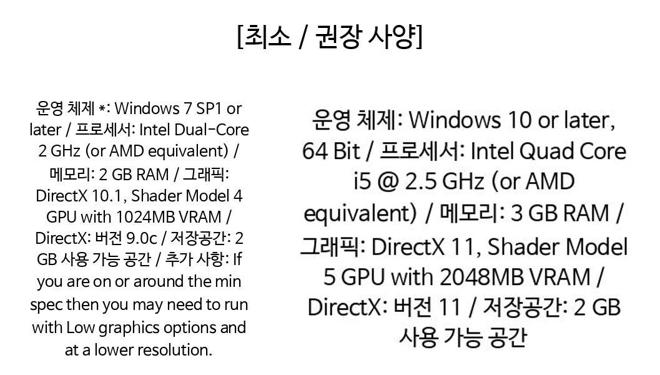 [최소 / 권장 사양]
운영 체제 *: Windows 7 SP1 or
later / 프로세서: Intel Dual-Core
2 GHz (or AMD equivalent) /
메모리: 2 GB RAM / 그래픽:
DirectX 10.1, Shader Model 4
GPU with 1024MB VRAM /
DirectX: 버전 9.0c / 저장공간: 2
GB 사용 가능 공간 / 추가 사항: If
you are on or around the min
spec then you may need to run
with Low graphics options and
at a lower resolution.
운영 체제: Windows 10 or later,
64 Bit / 프로세서: Intel Quad Core
i5 @ 2.5 GHz (or AMD
equivalent) / 메모리: 3 GB RAM /
그래픽: DirectX 11, Shader Model
5 GPU with 2048MB VRAM /
DirectX: 버전 11 / 저장공간: 2 GB
사용 가능 공간